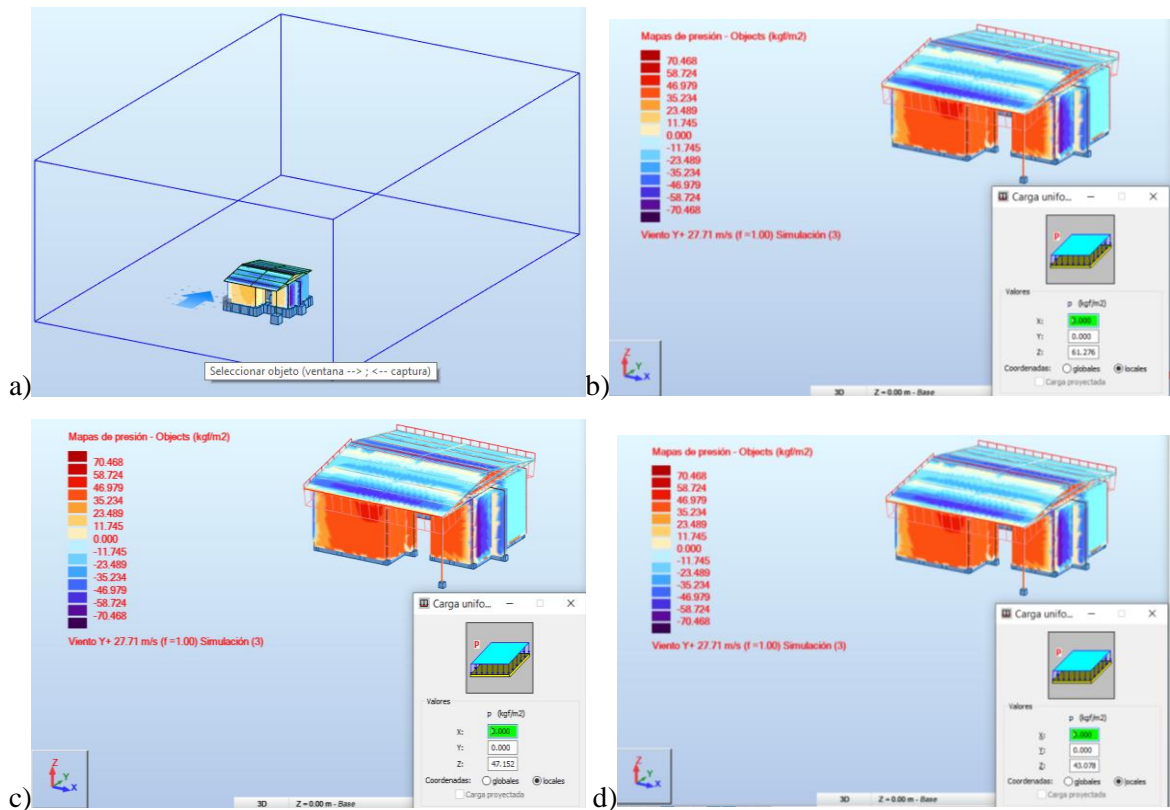 Seleccionar objeto (ventana --> ; <-- captura)
a)
Mapas de presión - Objects (kgf/m2)
70.468
58.724
46.979
35.234
23.489
11.745
0.000
-11.745
-23.489
-35.234
-46.979
-58.724
-70.468
Viento Y+ 27.71 m/s (f =1.00) Simulación (3)
Carga unifo...
P
Valores
p (kgf/m2)
X: 0.000
Y: 0.000
Z: 61.276
Coordenadas: globales locales
Carga proyectada
Z
Y
X
3D Z = 0.00 m - Base
b)
Mapas de presión - Objects (kgf/m2)
70.468
58.724
46.979
35.234
23.489
11.745
0.000
-11.745
-23.489
-35.234
-46.979
-58.724
-70.468
Viento Y+ 27.71 m/s (f =1.00) Simulación (3)
Carga unifo...
P
Valores
p (kgf/m2)
X: 0.000
Y: 0.000
Z: 47.152
Coordenadas: globales locales
Carga proyectada
Z
Y
X
3D Z = 0.00 m - Base
c)
Mapas de presión - Objects (kgf/m2)
70.468
58.724
46.979
35.234
23.489
11.745
0.000
-11.745
-23.489
-35.234
-46.979
-58.724
-70.468
Viento Y+ 27.71 m/s (f =1.00) Simulación (3)
Carga unifo...
P
Valores
p (kgf/m2)
X: 0.000
Y: 0.000
Z: 43.078
Coordenadas: globales locales
Carga proyectada
Z
Y
X
3D Z = 0.00 m - Base
d)